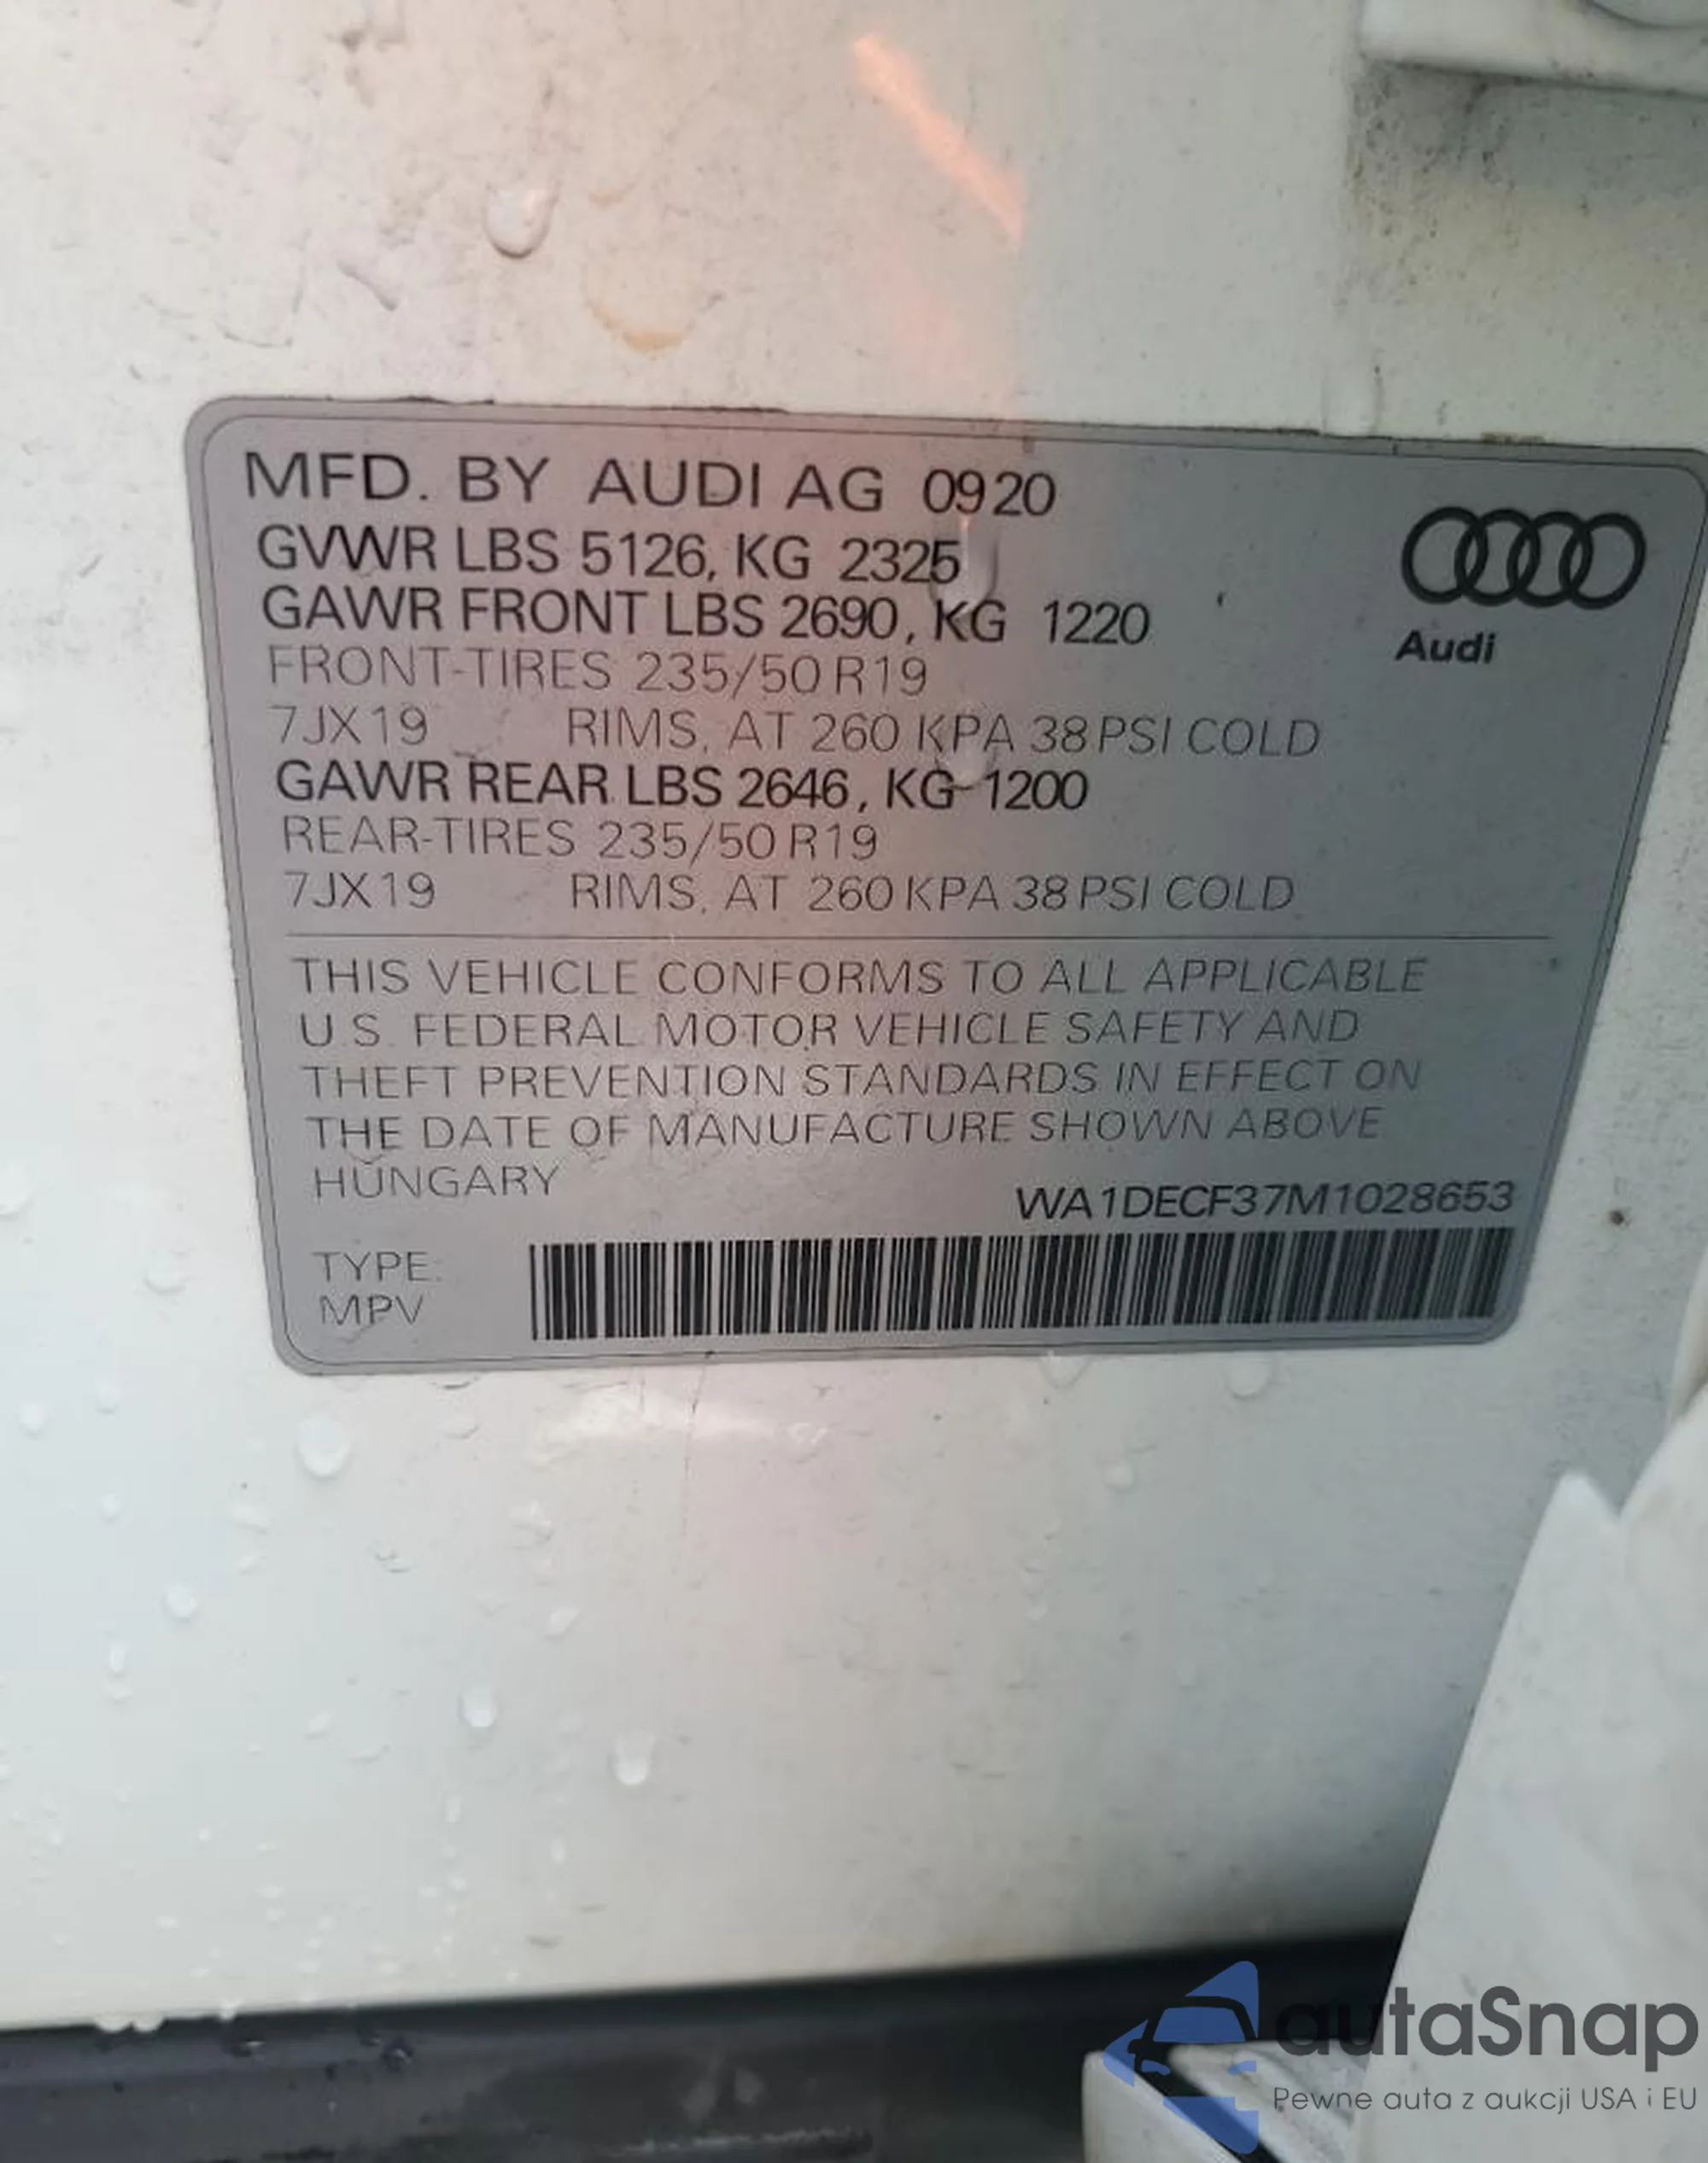 MFD. BY AUDI AG 0920
GVWR LBS 5126, KG 2325
GAWR FRONT LBS 2690, KG 1220
Audi
FRONT-TIRES 235/50 R19
7JX19 RIMS, AT 260 KPA 38 PSI COLD
GAWR REAR LBS 2646, KG 1200
REAR-TIRES 235/50 R19
7JX19 RIMS, AT 260 KPA 38 PSI COLD
THIS VEHICLE CONFORMS TO ALL APPLICABLE
U.S. FEDERAL MOTOR VEHICLE SAFETY AND
THEFT PREVENTION STANDARDS IN EFFECT ON
THE DATE OF MANUFACTURE SHOWN ABOVE
HUNGARY
WA1DECF37M1028653
TYPE:
MPV
autaSnap
Pewne auta z aukcji USA i EU